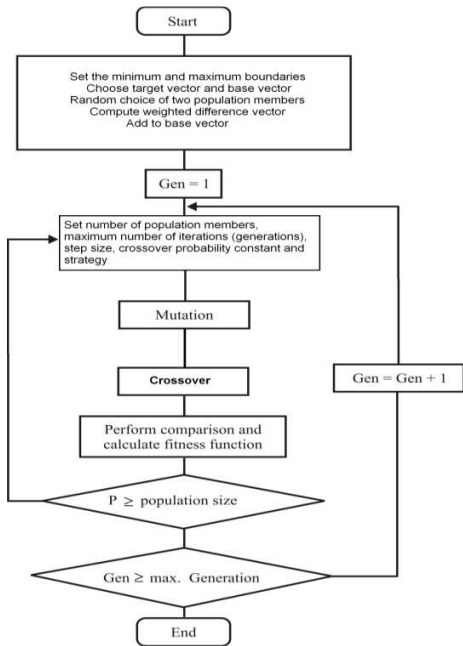 Start
Set the minimum and maximum boundaries
Choose target vector and base vector
Random choice of two population members
Compute weighted difference vector
Add to base vector
Gen = 1
Set number of population members,
maximum number of iterations (generations),
step size, crossover probability constant and
strategy
Mutation
Crossover
Gen = Gen + 1
Perform comparison and
calculate fitness function
P ≥ population size
Gen ≥ max. Generation
End